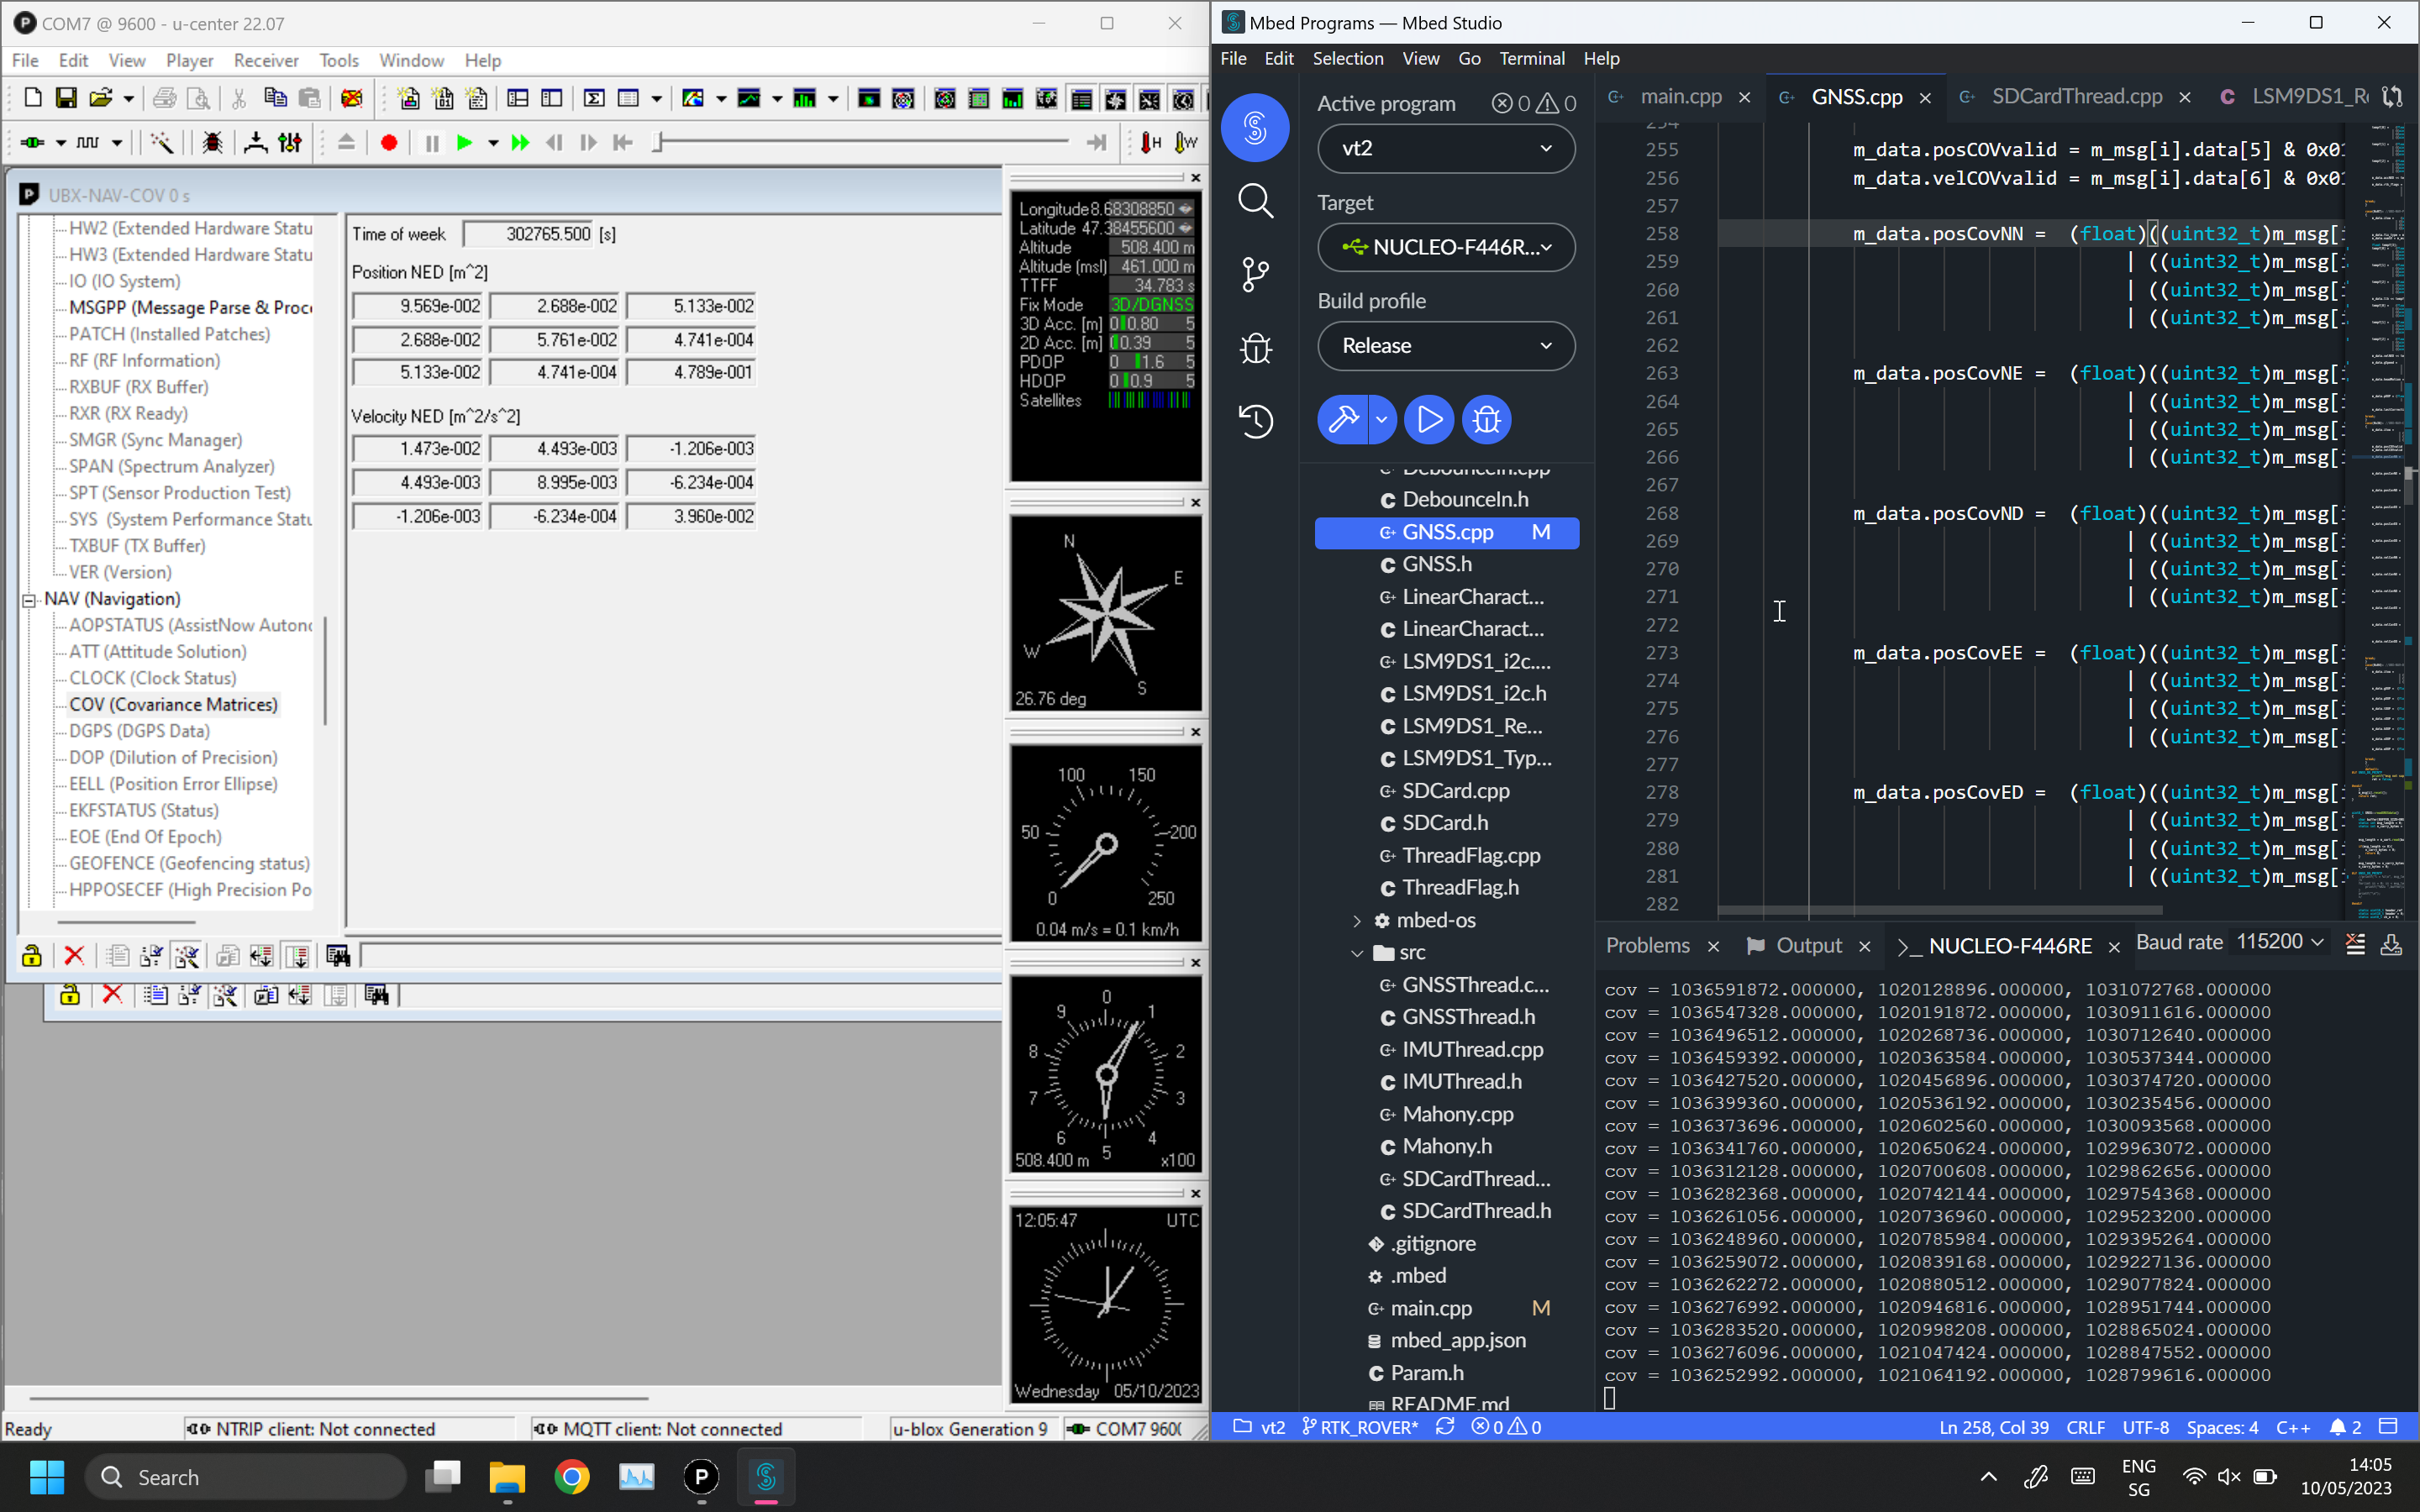 COM7 @ 9600 - u-center 22.07
File Edit View Player Receiver Tools Window Help
UBX-NAV-COV 0 s
HW2 (Extended Hardware Statu
HW3 (Extended Hardware Statu
IO (IO System)
MSGPP (Message Parse & Proc
PATCH (Installed Patches)
RF (RF Information)
RXBUF (RX Buffer)
RXR (RX Ready)
SMGR (Sync Manager)
SPAN (Spectrum Analyzer)
SPT (Sensor Production Test)
SYS (System Performance Statu
TXBUF (TX Buffer)
VER (Version)
NAV (Navigation)
AOPSTATUS (AssistNow Auton
ATT (Attitude Solution)
CLOCK (Clock Status)
COV (Covariance Matrices)
DGPS (DGPS Data)
DOP (Dilution of Precision)
EELL (Position Error Ellipse)
EKFSTATUS (Status)
EOE (End Of Epoch)
GEOFENCE (Geofencing status)
HPPOSECEF (High Precision Po
Time of week 302765.500 [s]
Position NED [m^2]
9.569e-002 2.688e-002 5.133e-002
2.688e-002 5.761e-002 4.741e-004
5.133e-002 4.741e-004 4.789e-001
Velocity NED [m^2/s^2]
1.473e-002 4.493e-003 -1.206e-003
4.493e-003 8.995e-003 -6.234e-004
-1.206e-003 -6.234e-004 3.960e-002
Longitude 8.68308850
Latitude 47.38455600
Altitude 508.400 m
Altitude (msl) 461.000 m
TTFF 34.783 s
Fix Mode 3D/DGNSS
3D Acc. [m] 0 0.80 5
2D Acc. [m] 0 0.39 5
PDOP 0 1.6 5
HDOP 0 0.9 5
Satellites
N
E
W
S
26.76 deg
100 150
50 200
0 250
0.04 m/s = 0.1 km/h
0
9 1
8 2
7 3
6 4
5
508.400 m x100
12:05:47 UTC
Wednesday 05/10/2023
Ready NTRIP client: Not connected MQTT client: Not connected u-blox Generation 9 COM7 960
Mbed Programs — Mbed Studio
File Edit Selection View Go Terminal Help
Active program 0 0
vt2
Target
NUCLEO-F446R...
Build profile
Release
DebounceIn.cpp
DebounceIn.h
GNSS.cpp M
GNSS.h
LinearCharact...
LinearCharact...
LSM9DS1_i2c....
LSM9DS1_i2c.h
LSM9DS1_Re...
LSM9DS1_Typ...
SDCard.cpp
SDCard.h
ThreadFlag.cpp
ThreadFlag.h
mbed-os
src
GNSSThread.c...
GNSSThread.h
IMUThread.cpp
IMUThread.h
Mahony.cpp
Mahony.h
SDCardThread...
SDCardThread.h
.gitignore
.mbed
main.cpp M
mbed_app.json
Param.h
README.md
main.cpp GNSS.cpp SDCardThread.cpp LSM9DS1_R
254
255 m_data.posCOVvalid = m_msg[i].data[5] & 0x0
256 m_data.velCOVvalid = m_msg[i].data[6] & 0x0
257
258 m_data.posCovNN = (float)((uint32_t)m_msg[
259 | ((uint32_t)m_msg[
260 | ((uint32_t)m_msg[
261 | ((uint32_t)m_msg[
262
263 m_data.posCovNE = (float)((uint32_t)m_msg[
264 | ((uint32_t)m_msg[
265 | ((uint32_t)m_msg[
266 | ((uint32_t)m_msg[
267
268 m_data.posCovND = (float)((uint32_t)m_msg[
269 | ((uint32_t)m_msg[
270 | ((uint32_t)m_msg[
271 | ((uint32_t)m_msg[
272
273 m_data.posCovEE = (float)((uint32_t)m_msg[
274 | ((uint32_t)m_msg[
275 | ((uint32_t)m_msg[
276 | ((uint32_t)m_msg[
277
278 m_data.posCovED = (float)((uint32_t)m_msg[
279 | ((uint32_t)m_msg[
280 | ((uint32_t)m_msg[
281 | ((uint32_t)m_msg[
282
Problems Output >_ NUCLEO-F446RE Baud rate 115200
cov = 1036591872.000000, 1020128896.000000, 1031072768.000000
cov = 1036547328.000000, 1020191872.000000, 1030911616.000000
cov = 1036496512.000000, 1020268736.000000, 1030712640.000000
cov = 1036459392.000000, 1020363584.000000, 1030537344.000000
cov = 1036427520.000000, 1020456896.000000, 1030374720.000000
cov = 1036399360.000000, 1020536192.000000, 1030235456.000000
cov = 1036373696.000000, 1020602560.000000, 1030093568.000000
cov = 1036341760.000000, 1020650624.000000, 1029963072.000000
cov = 1036312128.000000, 1020700608.000000, 1029862656.000000
cov = 1036282368.000000, 1020742144.000000, 1029754368.000000
cov = 1036261056.000000, 1020736960.000000, 1029523200.000000
cov = 1036248960.000000, 1020785984.000000, 1029395264.000000
cov = 1036259072.000000, 1020839168.000000, 1029227136.000000
cov = 1036262272.000000, 1020880512.000000, 1029077824.000000
cov = 1036276992.000000, 1020946816.000000, 1028951744.000000
cov = 1036283520.000000, 1020998208.000000, 1028865024.000000
cov = 1036276096.000000, 1021047424.000000, 1028847552.000000
cov = 1036252992.000000, 1021064192.000000, 1028799616.000000
vt2 RTK_ROVER* 0 0 Ln 258, Col 39 CRLF UTF-8 Spaces: 4 C++ 2
Search
ENG
SG
14:05
10/05/2023